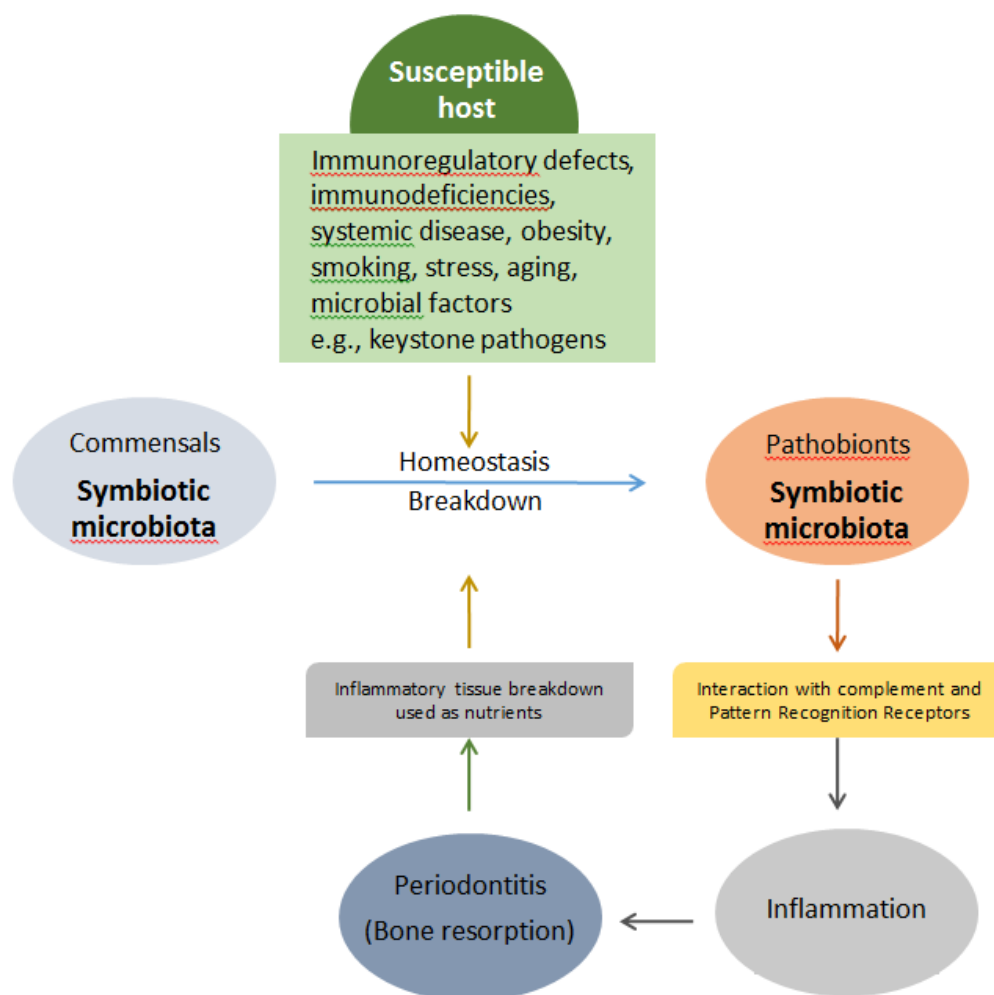 Susceptible
host
Immunoregulatory defects,
immunodeficiencies,
systemic disease, obesity,
smoking, stress, aging,
microbial factors
e.g., keystone pathogens
Commensals
Symbiotic
microbiota
Homeostasis
Breakdown
Pathobionts
Symbiotic
microbiota
Inflammatory tissue breakdown
used as nutrients
Interaction with complement and
Pattern Recognition Receptors
Periodontitis
(Bone resorption)
Inflammation